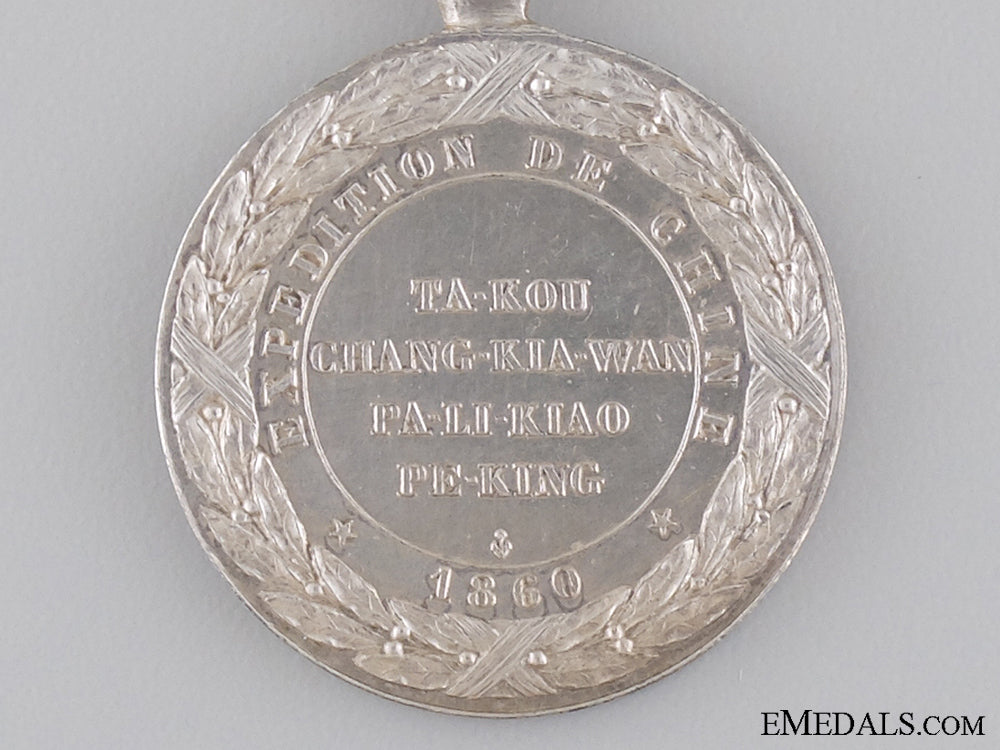 EXPEDITION DE CHINE
TA-KOU
CHANG-KIA-WAN
PA-LI-KIAO
PE-KING
1860
EMEDALS.COM